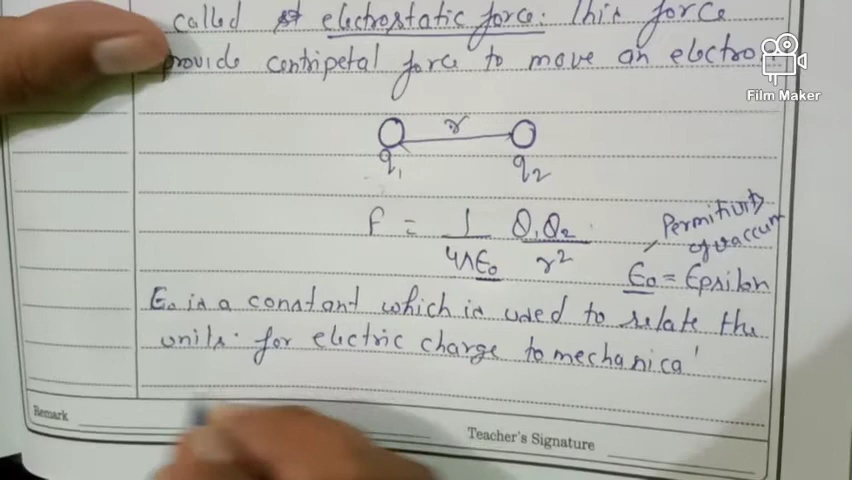 called electrostatic force. This force
provide centripetal force to move an electro
Film Maker
r
q1 q2
F = 1/4πε0 Q1Q2/r²
Permitivity
of vaccum
ε0 = Epsilon
ε0 is a constant which is used to relate the
units for electric charge to mechanica
Remark
Teacher's Signature